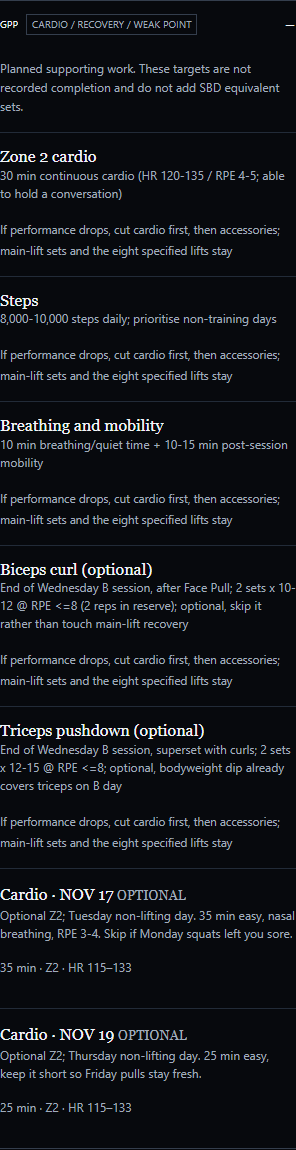 GPP CARDIO / RECOVERY / WEAK POINT —
Planned supporting work. These targets are not
recorded completion and do not add SBD equivalent
sets.
Zone 2 cardio
30 min continuous cardio (HR 120-135 / RPE 4-5; able
to hold a conversation)
If performance drops, cut cardio first, then accessories;
main-lift sets and the eight specified lifts stay
Steps
8,000-10,000 steps daily; prioritise non-training days
If performance drops, cut cardio first, then accessories;
main-lift sets and the eight specified lifts stay
Breathing and mobility
10 min breathing/quiet time + 10-15 min post-session
mobility
If performance drops, cut cardio first, then accessories;
main-lift sets and the eight specified lifts stay
Biceps curl (optional)
End of Wednesday B session, after Face Pull; 2 sets x 10-
12 @ RPE <=8 (2 reps in reserve); optional, skip it
rather than touch main-lift recovery
If performance drops, cut cardio first, then accessories;
main-lift sets and the eight specified lifts stay
Triceps pushdown (optional)
End of Wednesday B session, superset with curls; 2 sets
x 12-15 @ RPE <=8; optional, bodyweight dip already
covers triceps on B day
If performance drops, cut cardio first, then accessories;
main-lift sets and the eight specified lifts stay
Cardio · NOV 17 OPTIONAL
Optional Z2; Tuesday non-lifting day. 35 min easy, nasal
breathing, RPE 3-4. Skip if Monday squats left you sore.
35 min · Z2 · HR 115–133
Cardio · NOV 19 OPTIONAL
Optional Z2; Thursday non-lifting day. 25 min easy,
keep it short so Friday pulls stay fresh.
25 min · Z2 · HR 115–133